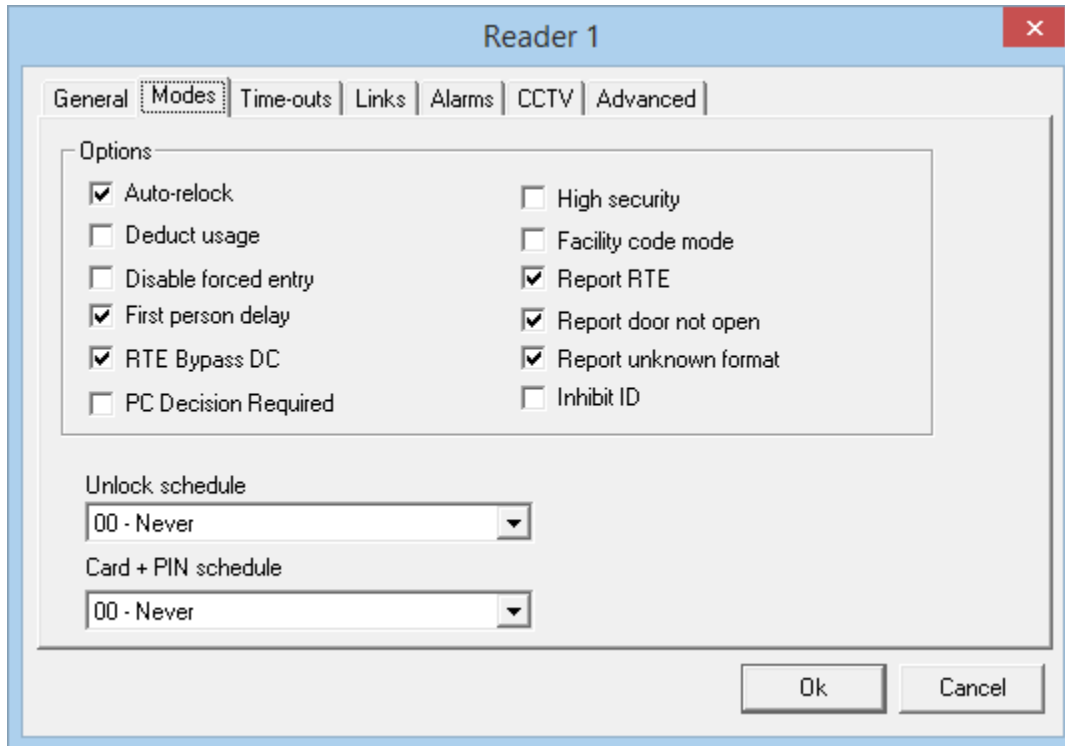 Reader 1
General Modes Time-outs Links Alarms CCTV Advanced
Options
Auto-relock
Deduct usage
Disable forced entry
First person delay
RTE Bypass DC
PC Decision Required
High security
Facility code mode
Report RTE
Report door not open
Report unknown format
Inhibit ID
Unlock schedule
00 - Never
Card + PIN schedule
00 - Never
Ok Cancel